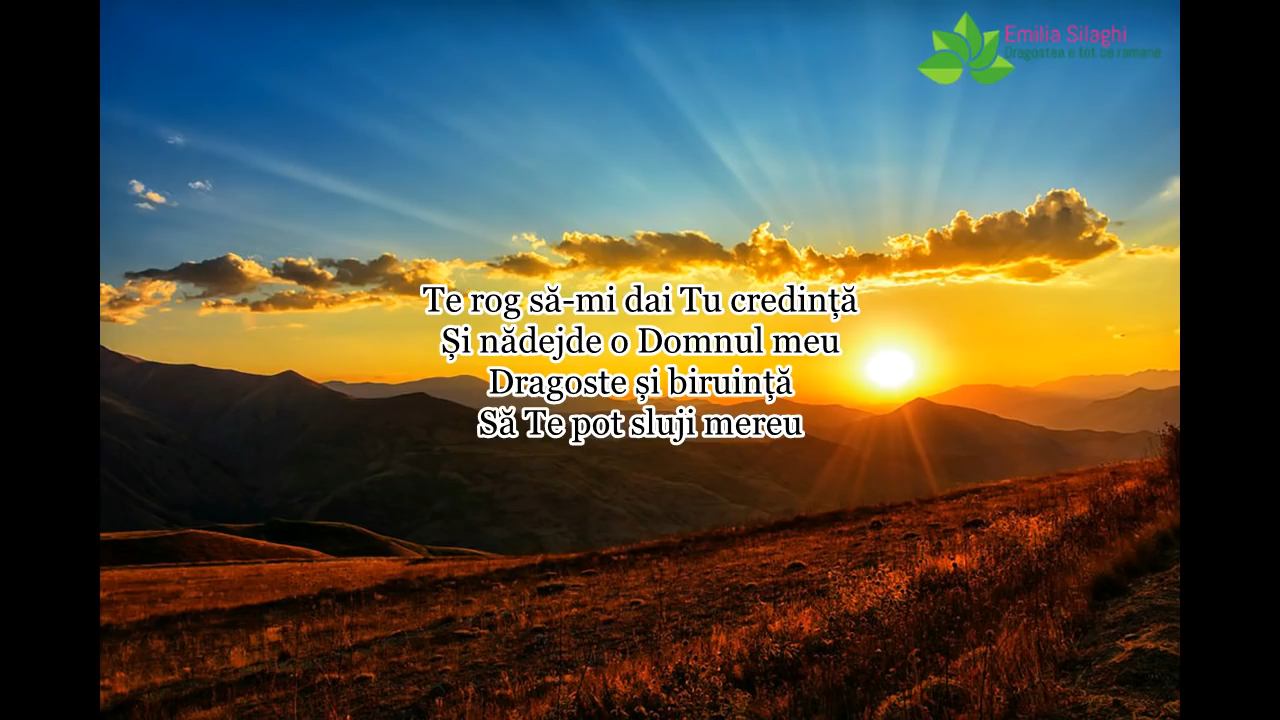 Emilia Silaghi
Dragostea e tot ce ramane
Te rog să-mi dai Tu credință
Și nădejde o Domnul meu
Dragoste și biruință
Să Te pot sluji mereu